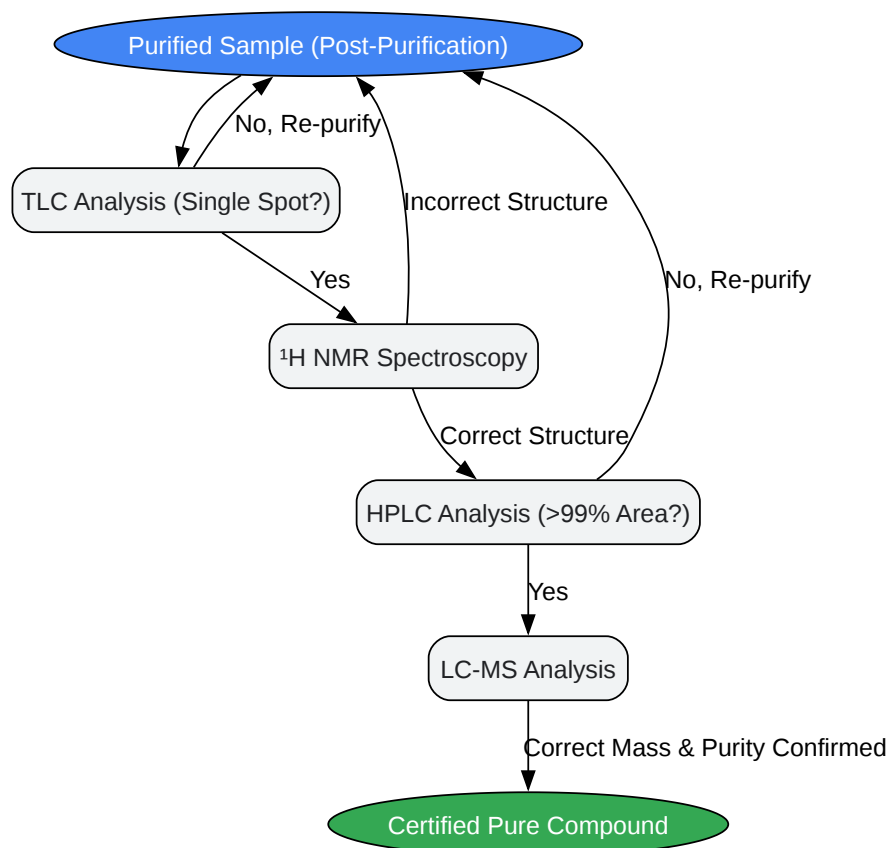 Purified Sample (Post-Purification)
No, Re-purify
TLC Analysis (Single Spot?)
Incorrect Structure
Yes
No, Re-purify
¹H NMR Spectroscopy
Correct Structure
HPLC Analysis (>99% Area?)
Yes
LC-MS Analysis
Correct Mass & Purity Confirmed
Certified Pure Compound